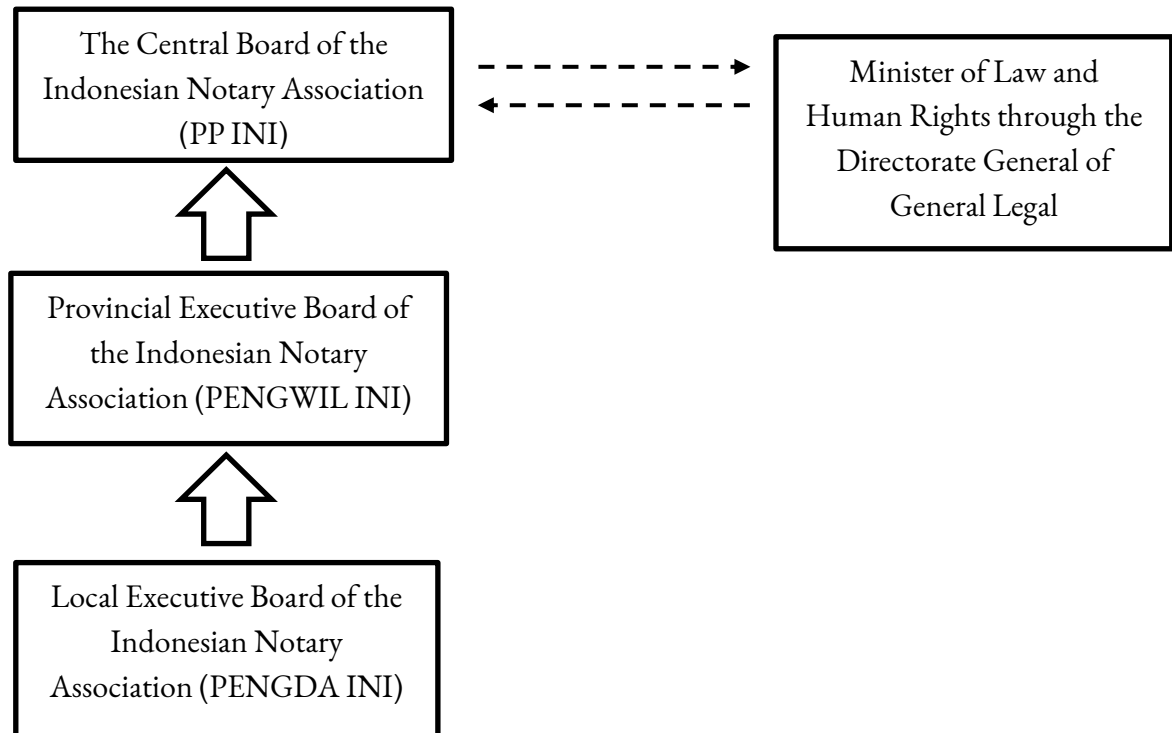 The Central Board of the
Indonesian Notary Association
(PP INI)
Minister of Law and
Human Rights through the
Directorate General of
General Legal
Provincial Executive Board of
the Indonesian Notary
Association (PENGWIL INI)
Local Executive Board of the
Indonesian Notary
Association (PENGDA INI)